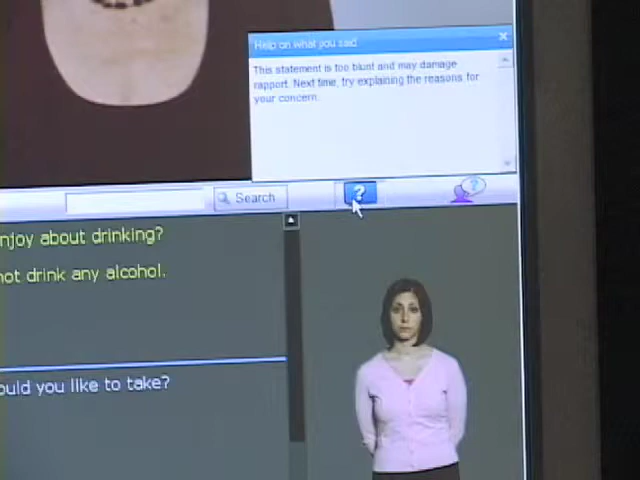 Help on what you said
This statement is too blunt and may damage
rapport. Next time, try explaining the reasons for
your concern.
Search
njoy about drinking?
not drink any alcohol.
ould you like to take?